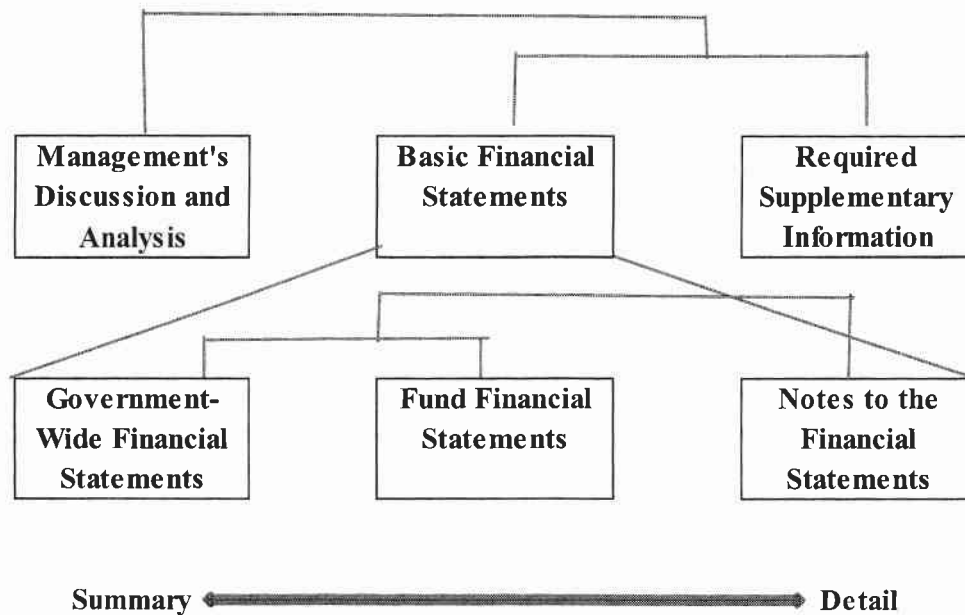 Management's
Discussion and
Analysis
Basic Financial
Statements
Required
Supplementary
Information
Government-
Wide Financial
Statements
Fund Financial
Statements
Notes to the
Financial
Statements
Summary
Detail